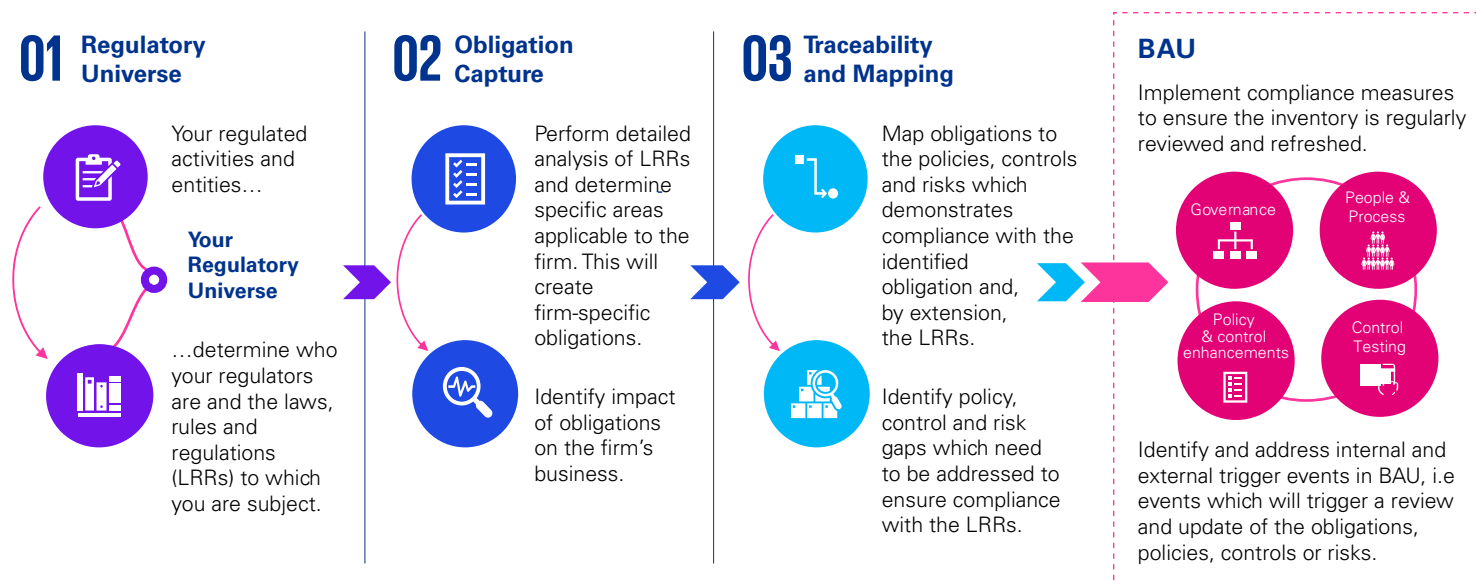 01
Regulatory
Universe
Your regulated
activities and
entities…
Your
Regulatory
Universe
…determine who
your regulators
are and the laws,
rules and
regulations
(LRRs) to which
you are subject.
02
Obligation
Capture
Perform detailed
analysis of LRRs
and determine
specific areas
applicable to the
firm. This will
create
firm-specific
obligations.
Identify impact
of obligations
on the firm's
business.
03
Traceability
and Mapping
Map obligations to
the policies, controls
and risks which
demonstrates
compliance with the
identified
obligation and,
by extension,
the LRRs.
Identify policy,
control and risk
gaps which need
to be addressed to
ensure compliance
with the LRRs.
BAU
Implement compliance measures
to ensure the inventory is regularly
reviewed and refreshed.
Governance
People &
Process
Policy
& control
enhancements
Control
Testing
Identify and address internal and
external trigger events in BAU, i.e
events which will trigger a review
and update of the obligations,
policies, controls or risks.